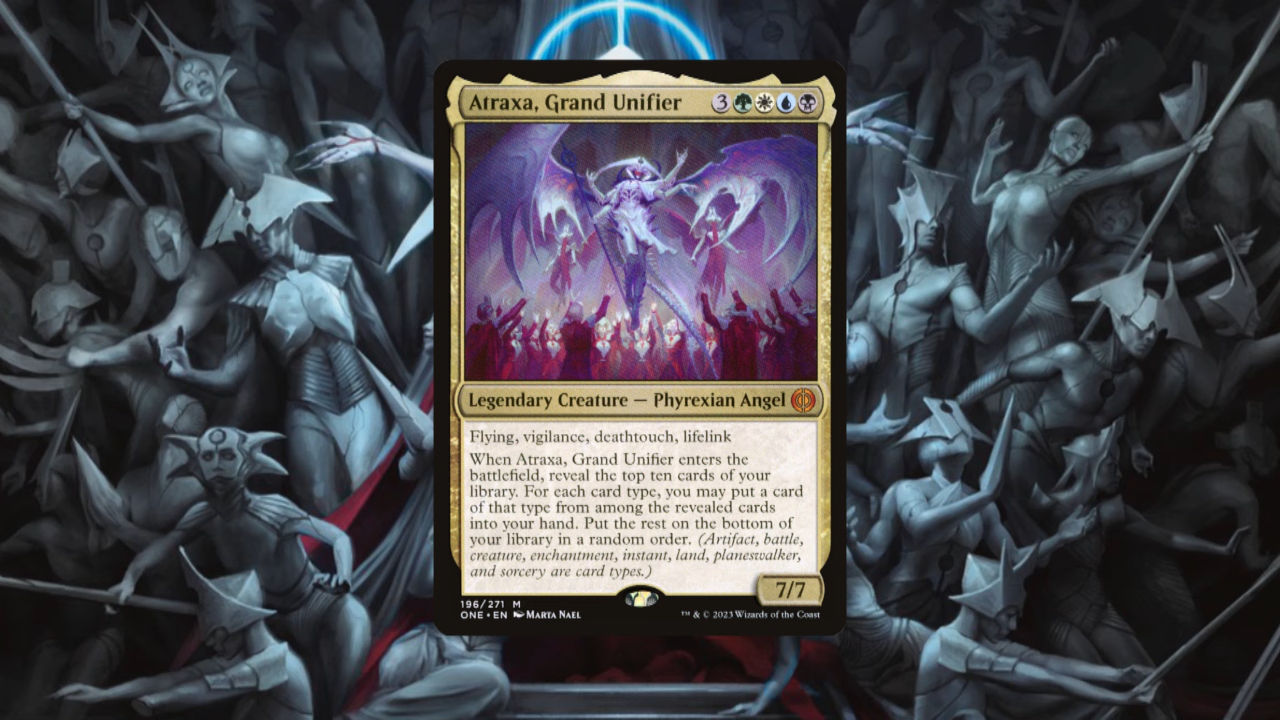 Atraxa, Grand Unifier 3
Legendary Creature — Phyrexian Angel
Flying, vigilance, deathtouch, lifelink
When Atraxa, Grand Unifier enters the
battlefield, reveal the top ten cards of your
library. For each card type, you may put a card
of that type from among the revealed cards
into your hand. Put the rest on the bottom of
your library in a random order. (Artifact, battle,
creature, enchantment, instant, land, planeswalker,
and sorcery are card types.)
7/7
196/271 M
ONE • EN Marta Nael ™ & © 2023 Wizards of the Coast